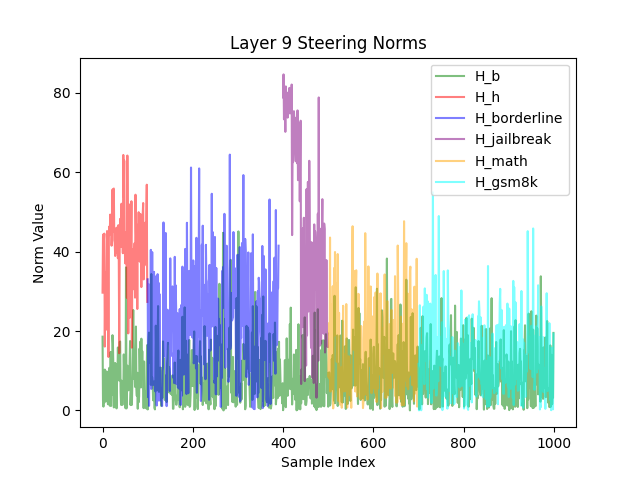 Layer 9 Steering Norms
Norm Value
80
60
40
20
0
0
200
400
600
800
1000
Sample Index
H_b
H_h
H_borderline
H_jailbreak
H_math
H_gsm8k